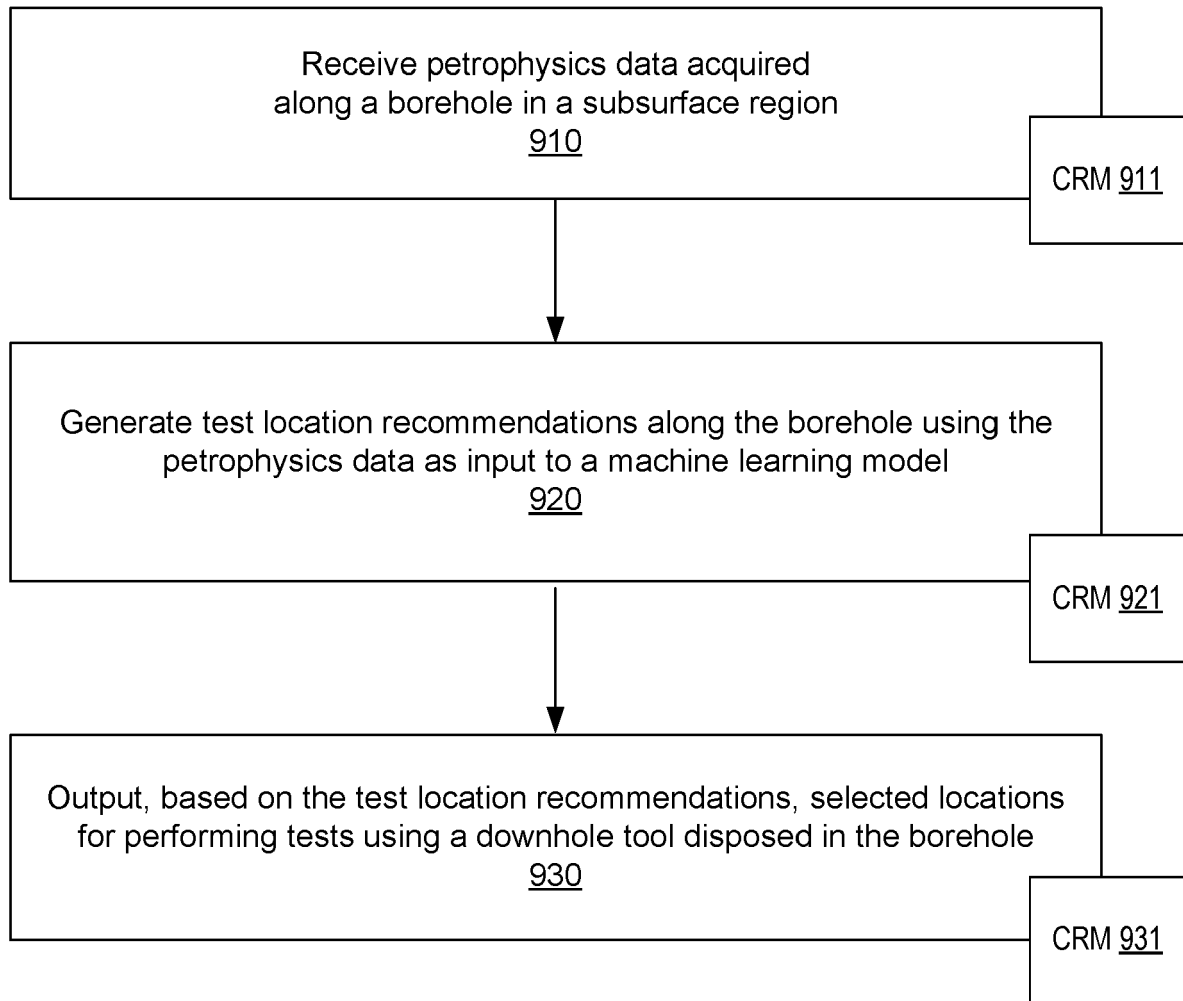 Receive petrophysics data acquired
along a borehole in a subsurface region
910
CRM 911
Generate test location recommendations along the borehole using the
petrophysics data as input to a machine learning model
920
CRM 921
Output, based on the test location recommendations, selected locations
for performing tests using a downhole tool disposed in the borehole
930
CRM 931